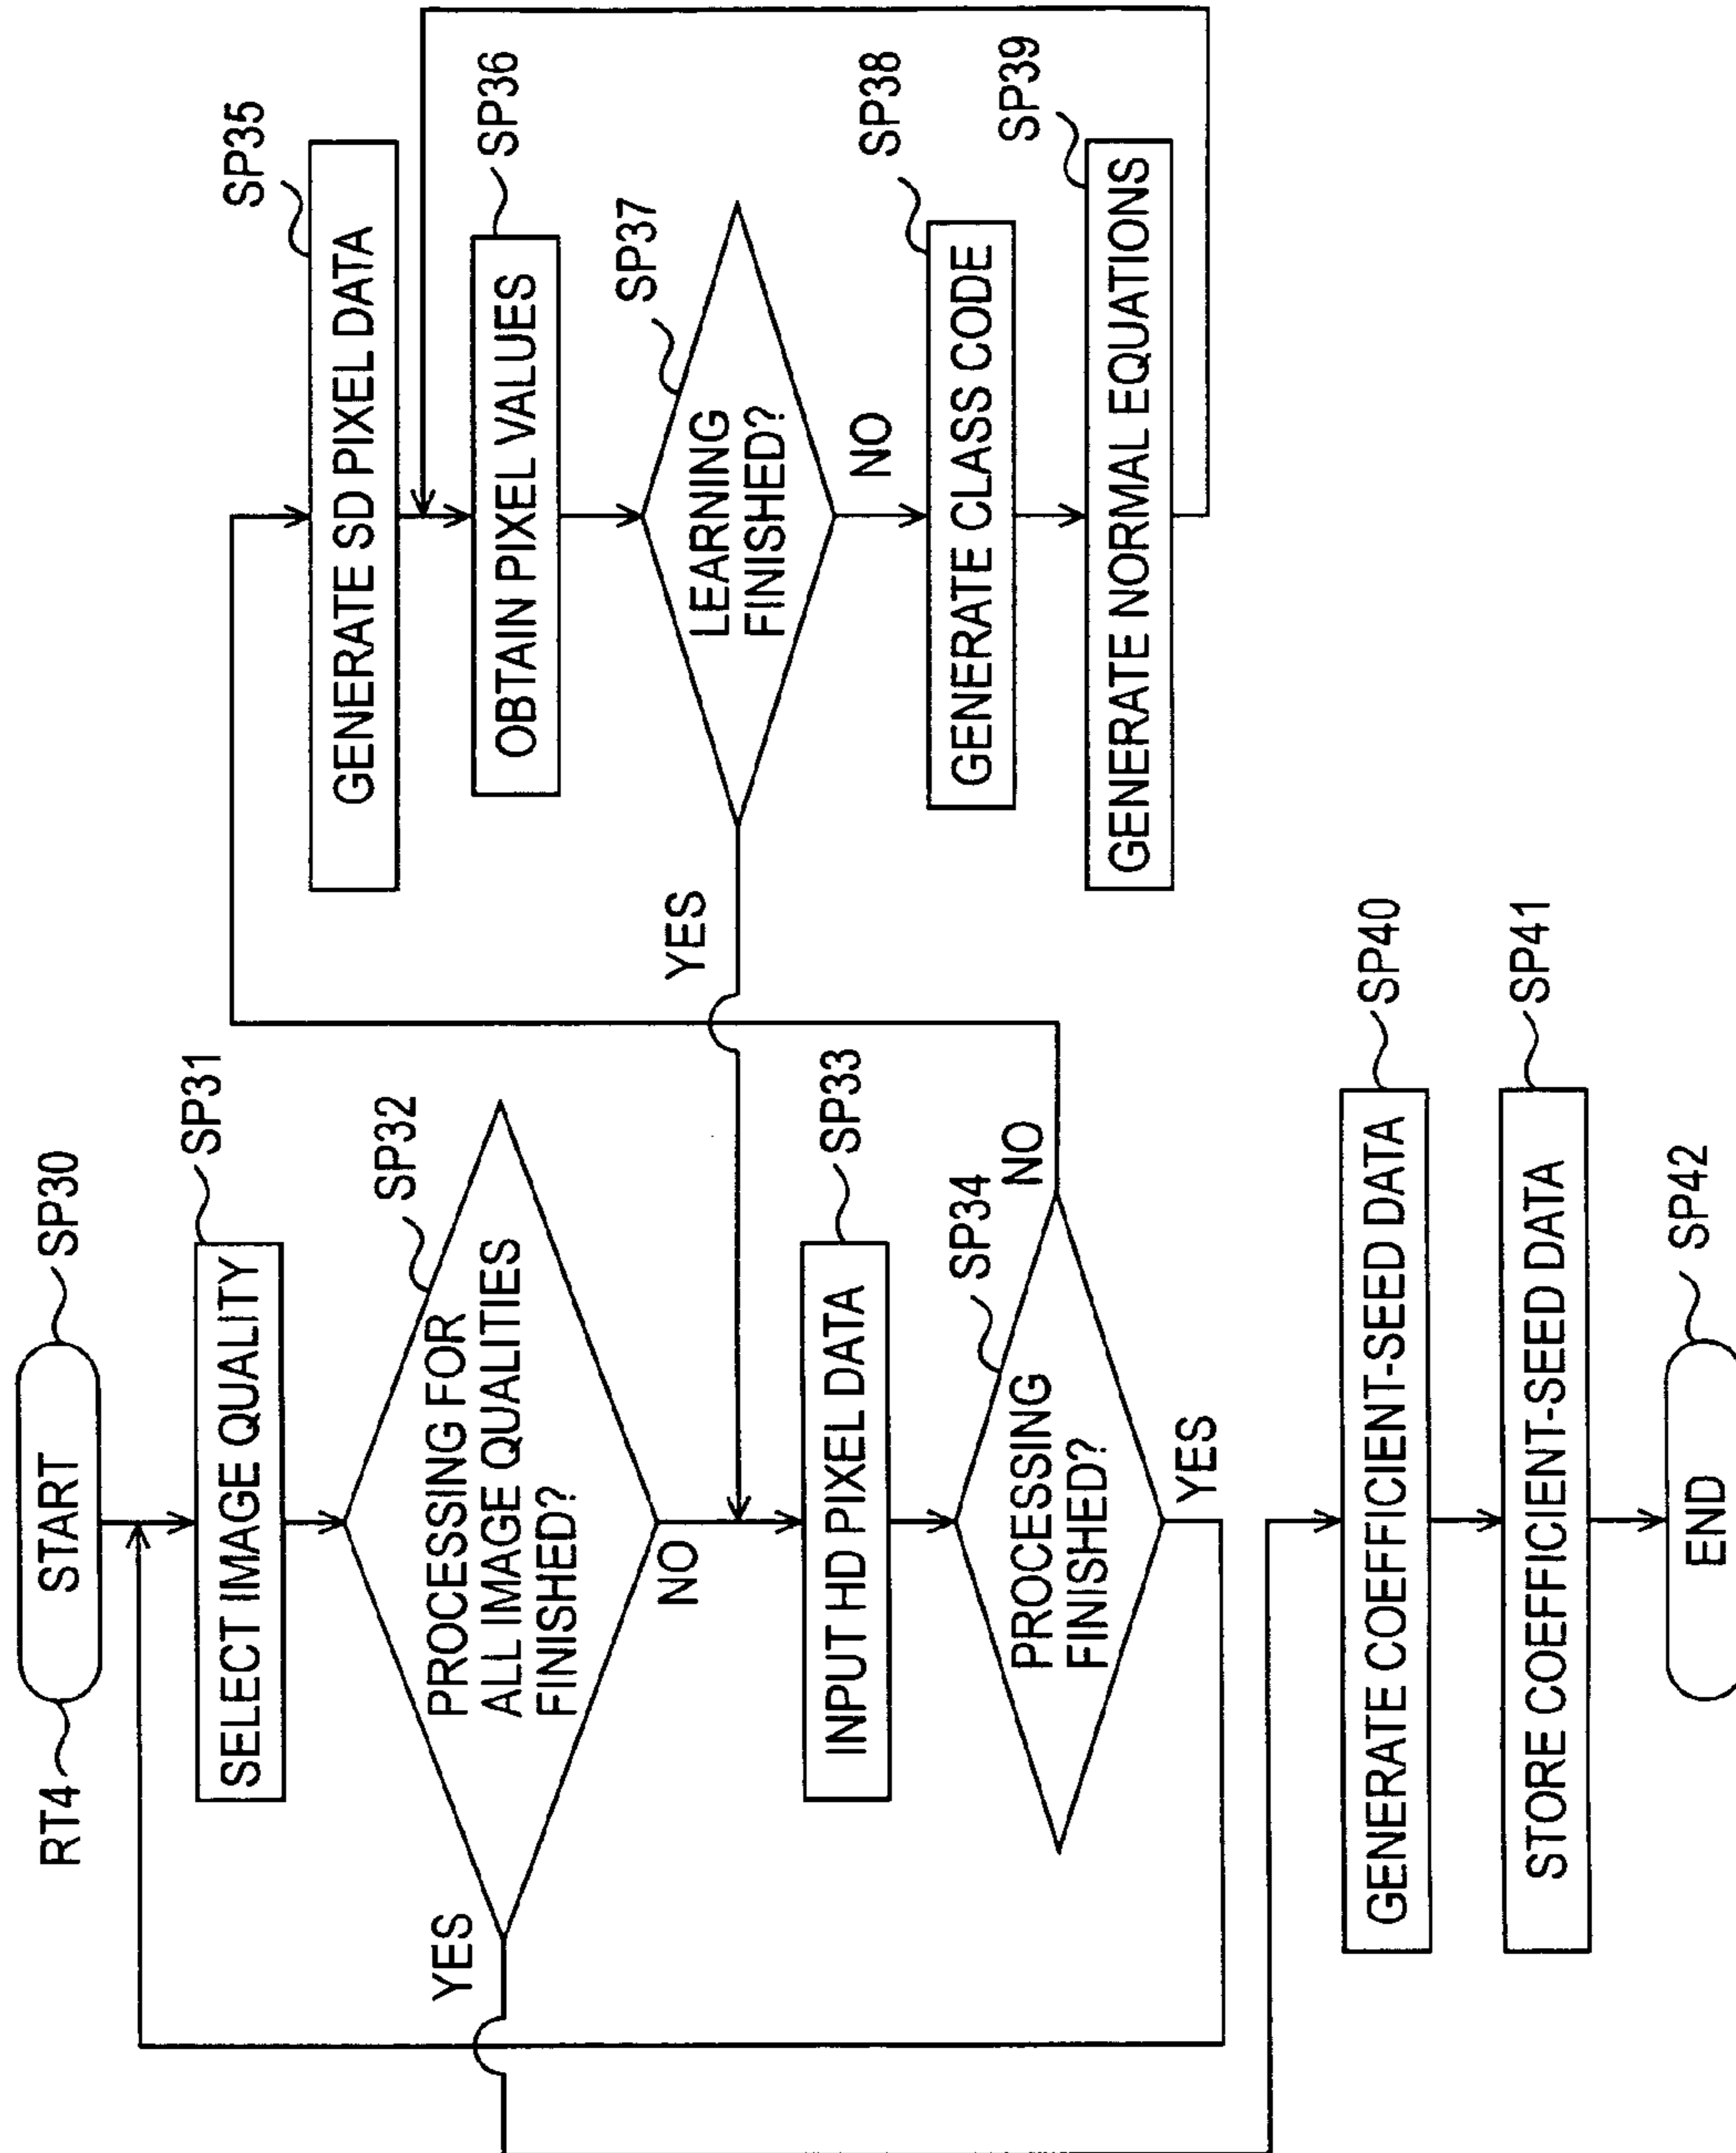 RT4
START
SP30
SELECT IMAGE QUALITY
SP31
PROCESSING FOR
ALL IMAGE QUALITIES
FINISHED?
SP32
YES
NO
INPUT HD PIXEL DATA
SP33
PROCESSING
FINISHED?
SP34
NO
YES
GENERATE SD PIXEL DATA
SP35
OBTAIN PIXEL VALUES
SP36
LEARNING
FINISHED?
SP37
YES
NO
GENERATE CLASS CODE
SP38
GENERATE NORMAL EQUATIONS
SP39
GENERATE COEFFICIENT-SEED DATA
SP40
STORE COEFFICIENT-SEED DATA
SP41
END
SP42